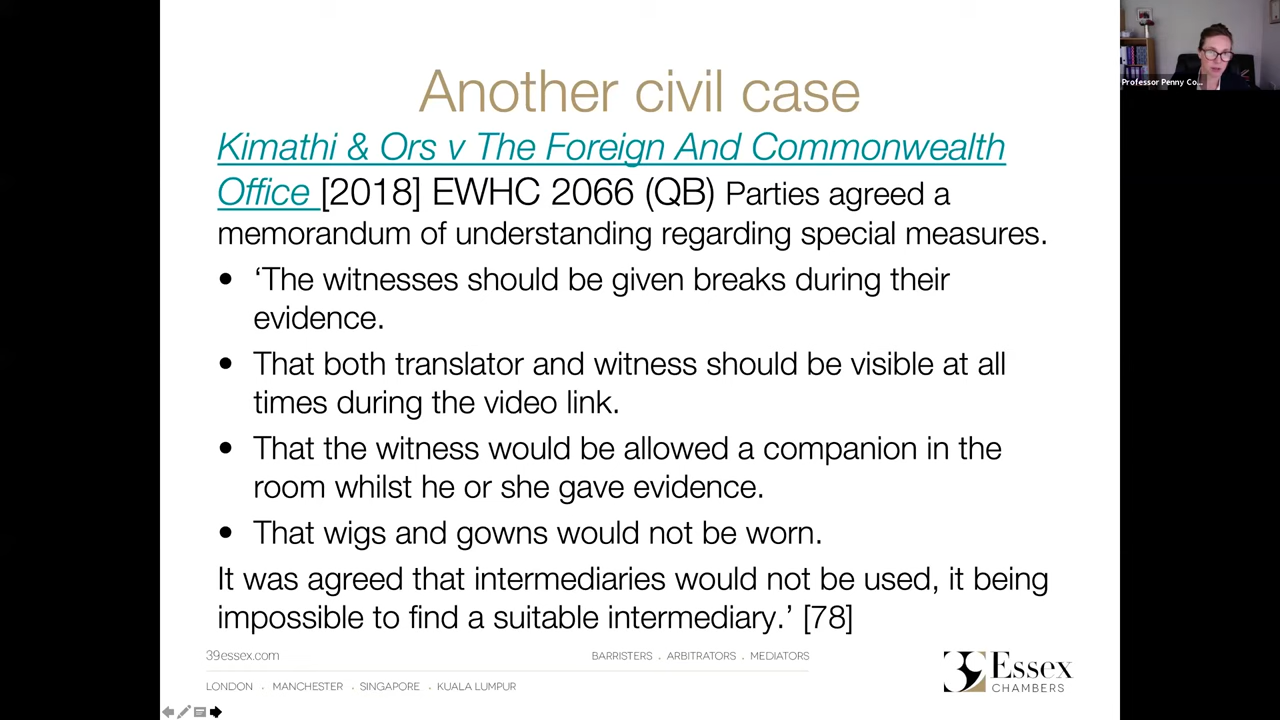 Another civil case
Kimathi & Ors v The Foreign And Commonwealth
Office [2018] EWHC 2066 (QB) Parties agreed a
memorandum of understanding regarding special measures.
• ‘The witnesses should be given breaks during their
evidence.
• That both translator and witness should be visible at all
times during the video link.
• That the witness would be allowed a companion in the
room whilst he or she gave evidence.
• That wigs and gowns would not be worn.
It was agreed that intermediaries would not be used, it being
impossible to find a suitable intermediary.’ [78]
39essex.com
BARRISTERS . ARBITRATORS . MEDIATORS
LONDON . MANCHESTER . SINGAPORE . KUALA LUMPUR
39 Essex
CHAMBERS
Professor Penny Co...